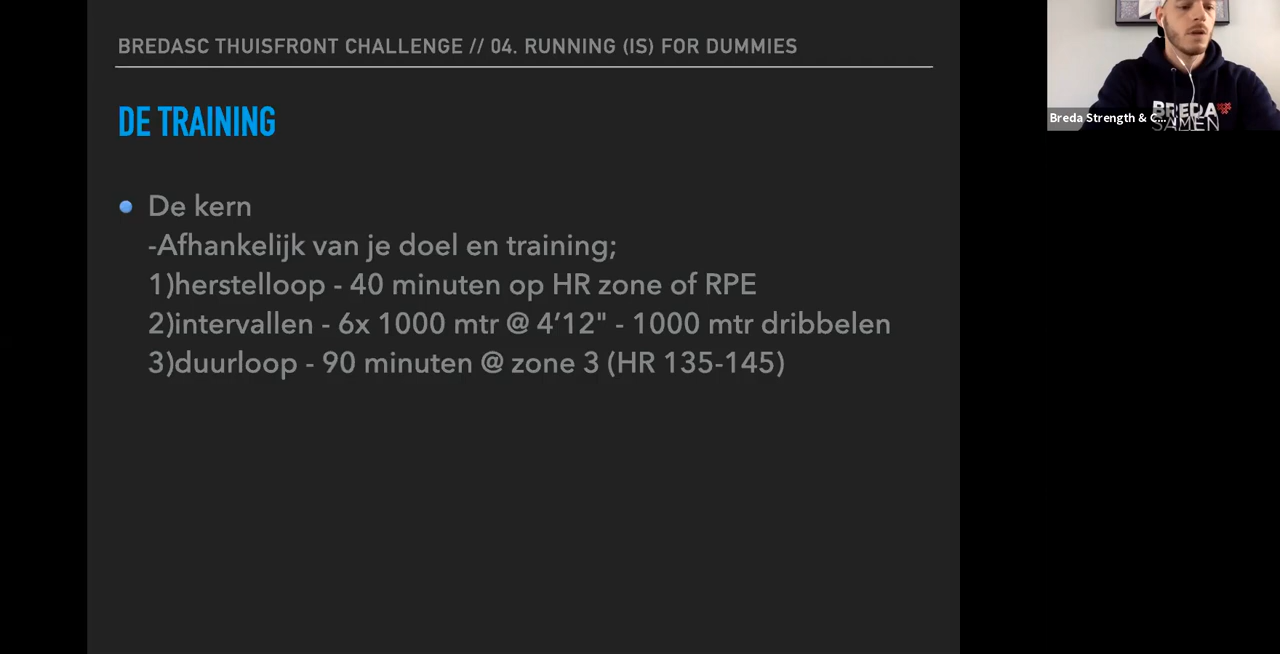 BREDASC THUISFRONT CHALLENGE // 04. RUNNING (IS) FOR DUMMIES
DE TRAINING
De kern
-Afhankelijk van je doel en training;
1)herstelloop - 40 minuten op HR zone of RPE
2)intervallen - 6x 1000 mtr @ 4’12" - 1000 mtr dribbelen
3)duurloop - 90 minuten @ zone 3 (HR 135-145)
BREDA
SAMEN
Breda Strength & C...